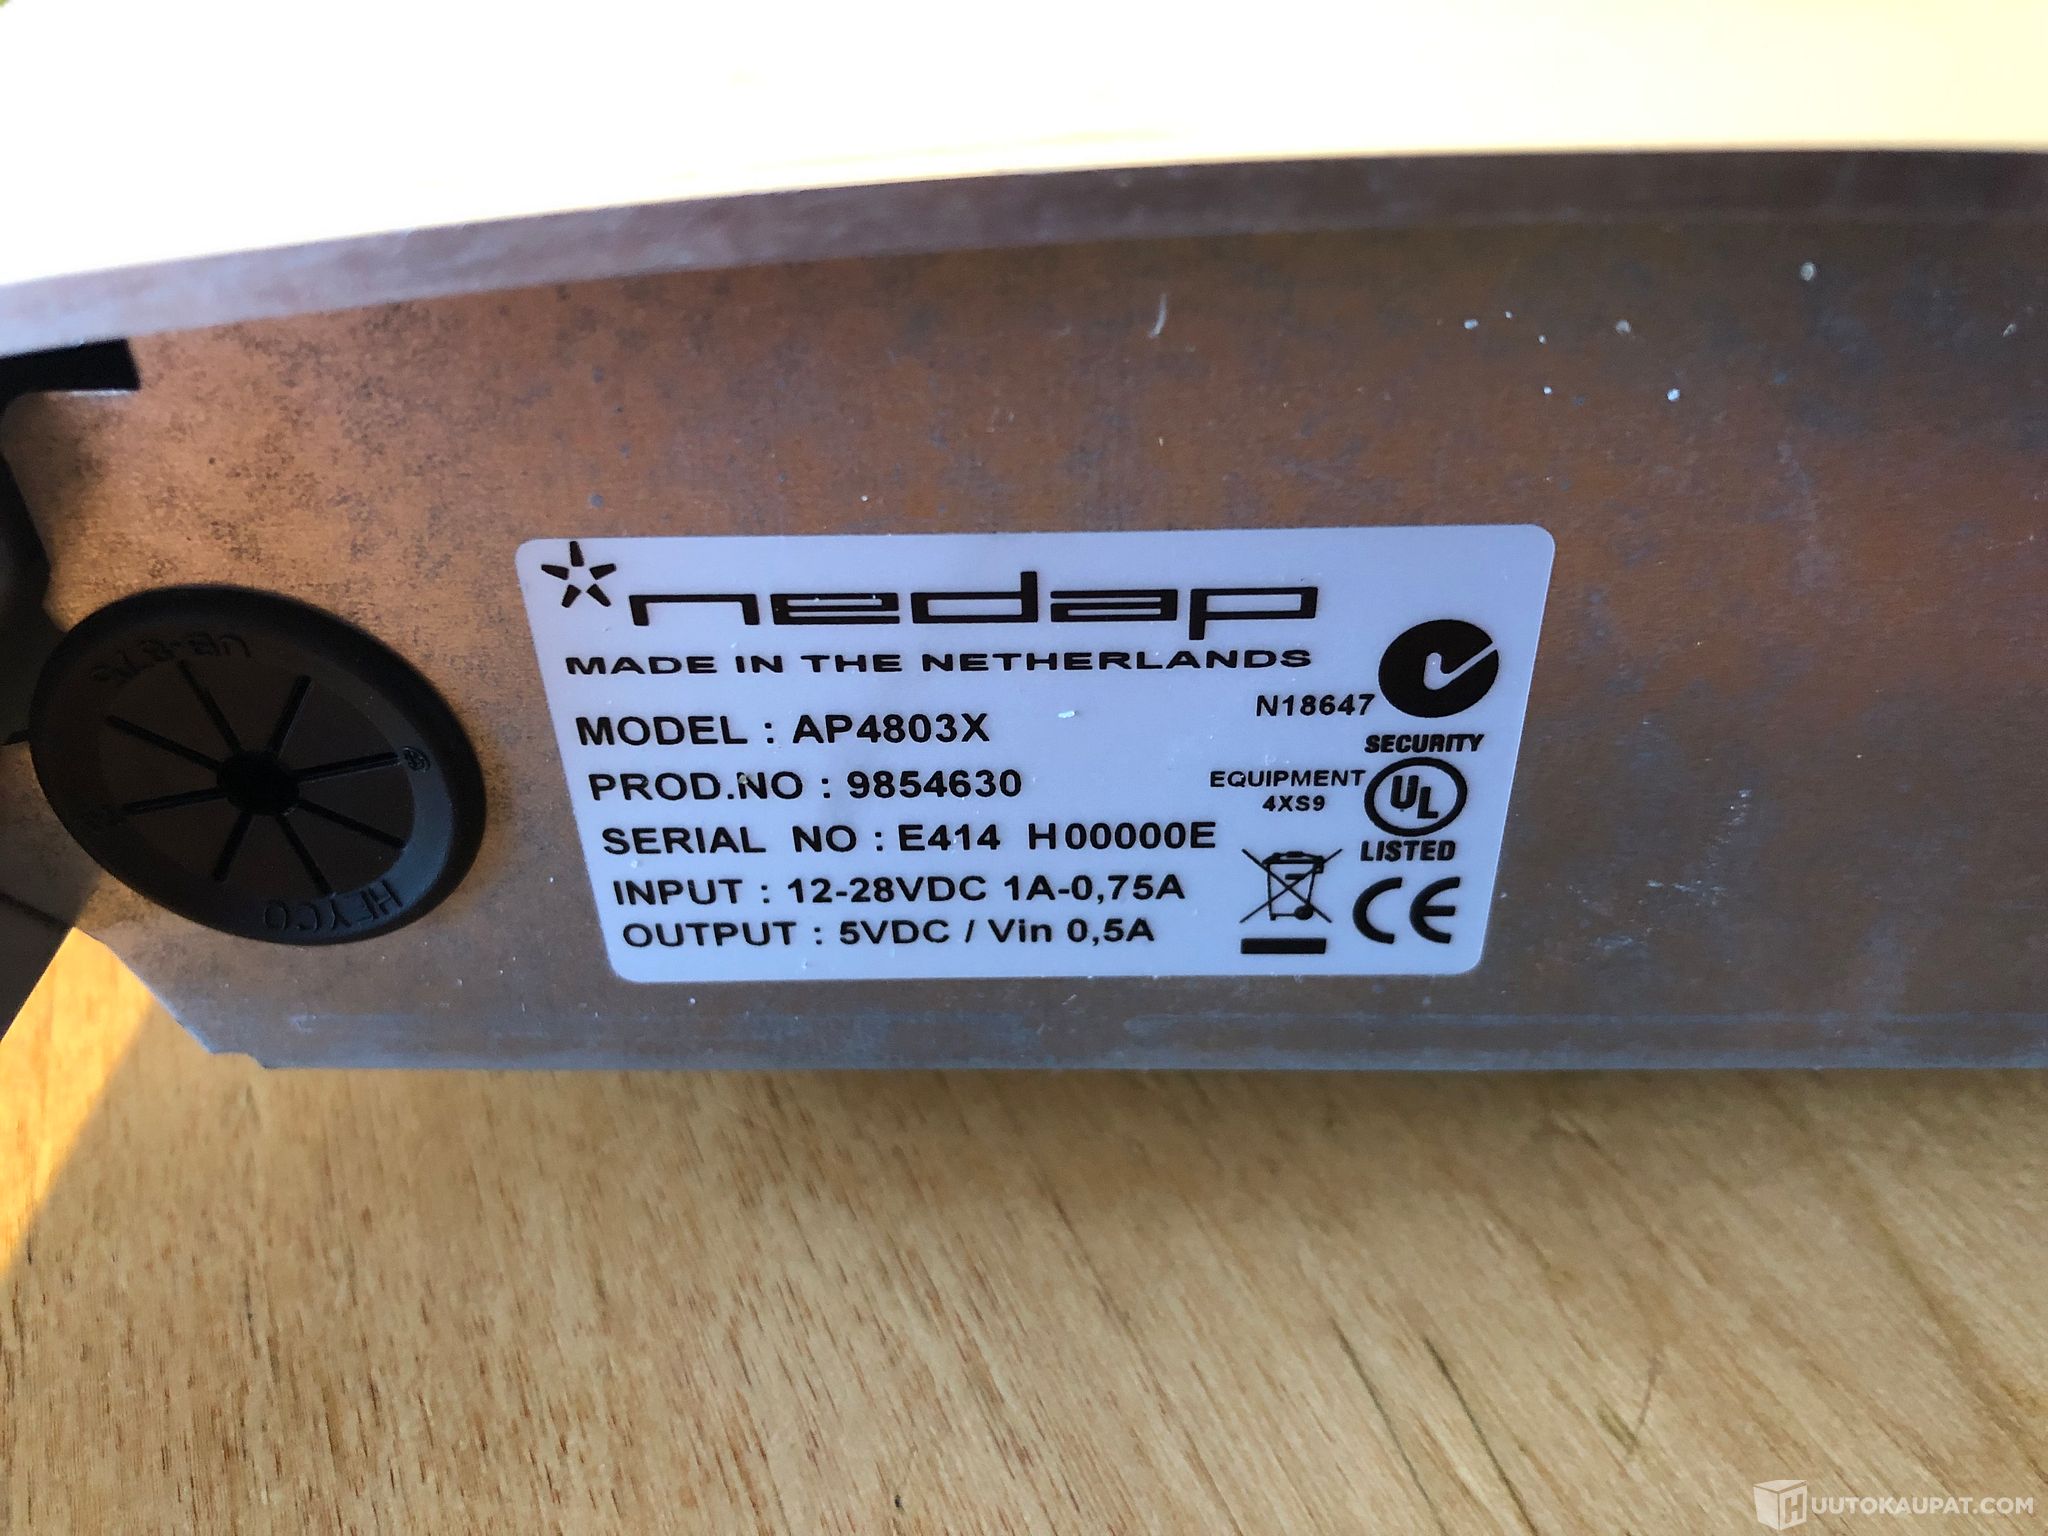 nedap
MADE IN THE NETHERLANDS
N18647
MODEL : AP4803X
SECURITY
PROD.NO : 9854630
EQUIPMENT
4XS9
UL
SERIAL NO : E414 H00000E
LISTED
INPUT : 12-28VDC 1A-0,75A
OUTPUT : 5VDC / Vin 0,5A
CE
HEYCO
HUUTOKAUPAT.COM